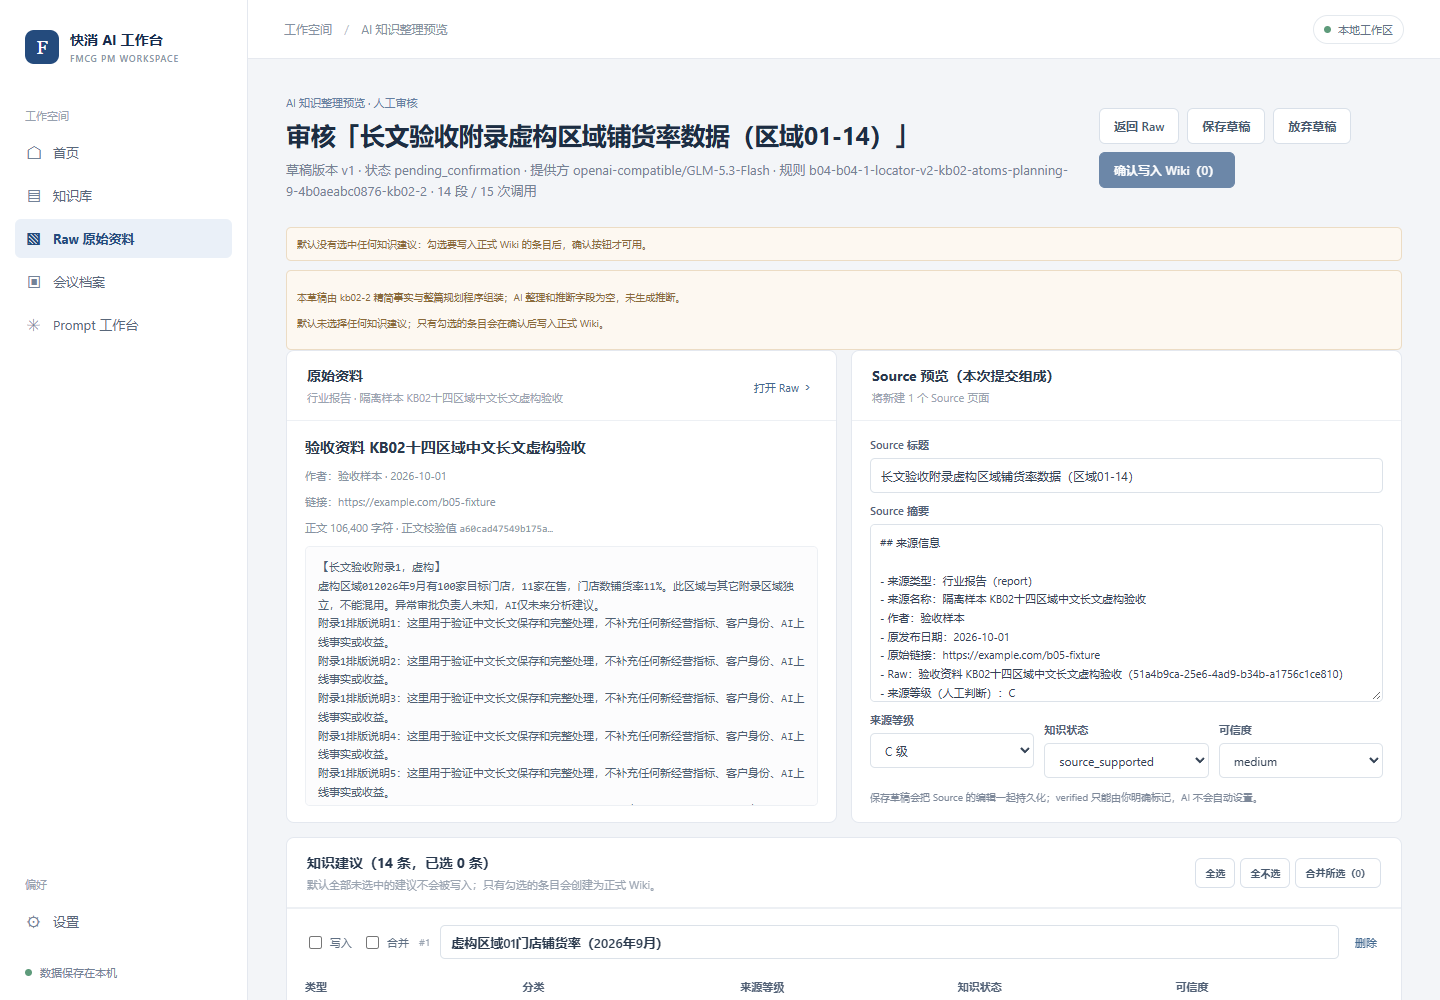 F
快消 AI 工作台
FMCG PM WORKSPACE
工作空间
首页
知识库
Raw 原始资料
会议档案
Prompt 工作台
偏好
设置
数据保存在本机
工作空间 / AI 知识整理预览
本地工作区
AI 知识整理预览 · 人工审核
审核「长文验收附录虚构区域铺货率数据（区域01-14）」
草稿版本 v1 · 状态 pending_confirmation · 提供方 openai-compatible/GLM-5.3-Flash · 规则 b04-b04-1-locator-v2-kb02-atoms-planning-
9-4b0aeabc0876-kb02-2 · 14 段 / 15 次调用
返回 Raw
保存草稿
放弃草稿
确认写入 Wiki（0）
默认没有选中任何知识建议：勾选要写入正式 Wiki 的条目后，确认按钮才可用。
本草稿由 kb02-2 精简事实与整篇规划程序组装；AI 整理和推断字段为空，未生成推断。
默认未选择任何知识建议；只有勾选的条目会在确认后写入正式 Wiki。
原始资料
行业报告 · 隔离样本 KB02十四区域中文长文虚构验收
打开 Raw
验收资料 KB02十四区域中文长文虚构验收
作者：验收样本 · 2026-10-01
链接：https://example.com/b05-fixture
正文 106,400 字符 · 正文校验值 a60cad47549b175a…
【长文验收附录1，虚构】
虚构区域012026年9月有100家目标门店，11家在售，门店数铺货率11%。此区域与其它附录区域独
立，不能混用。异常审批负责人未知，AI仅未来分析建议。
附录1排版说明1：这里用于验证中文长文保存和完整处理，不补充任何新经营指标、客户身份、AI上
线事实或收益。
附录1排版说明2：这里用于验证中文长文保存和完整处理，不补充任何新经营指标、客户身份、AI上
线事实或收益。
附录1排版说明3：这里用于验证中文长文保存和完整处理，不补充任何新经营指标、客户身份、AI上
线事实或收益。
附录1排版说明4：这里用于验证中文长文保存和完整处理，不补充任何新经营指标、客户身份、AI上
线事实或收益。
附录1排版说明5：这里用于验证中文长文保存和完整处理，不补充任何新经营指标、客户身份、AI上
线事实或收益。
Source 预览（本次提交组成）
将新建 1 个 Source 页面
Source 标题
长文验收附录虚构区域铺货率数据（区域01-14）
Source 摘要
## 来源信息
- 来源类型：行业报告（report）
- 来源名称：隔离样本 KB02十四区域中文长文虚构验收
- 作者：验收样本
- 原发布日期：2026-10-01
- 原始链接：https://example.com/b05-fixture
- Raw：验收资料 KB02十四区域中文长文虚构验收（51a4b9ca-25e6-4ad9-b34b-a1756c1ce810）
- 来源等级（人工判断）：C
来源等级
知识状态
可信度
C 级
source_supported
medium
保存草稿会把 Source 的编辑一起持久化；verified 只能由你明确标记，AI 不会自动设置。
知识建议（14 条，已选 0 条）
默认全部未选中的建议不会被写入；只有勾选的条目会创建为正式 Wiki。
全选
全不选
合并所选（0）
写入
合并
#1
虚构区域01门店铺货率（2026年9月）
删除
类型
分类
来源等级
知识状态
可信度